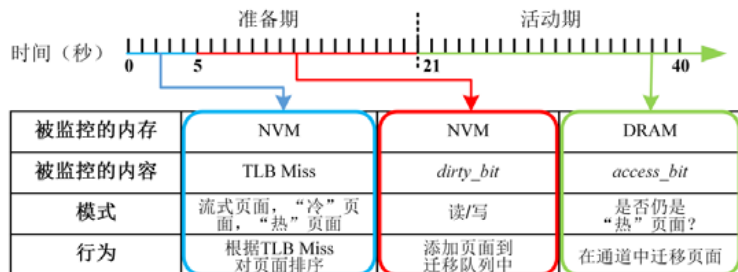 准备期 活动期
时间（秒）
0 5 21 40
被监控的内存 NVM NVM DRAM
被监控的内容 TLB Miss dirty_bit access_bit
模式 流式页面，“冷”页面，“热”页面 读/写 是否仍是“热”页面？
行为 根据TLB Miss对页面排序 添加页面到迁移队列中 在通道中迁移页面